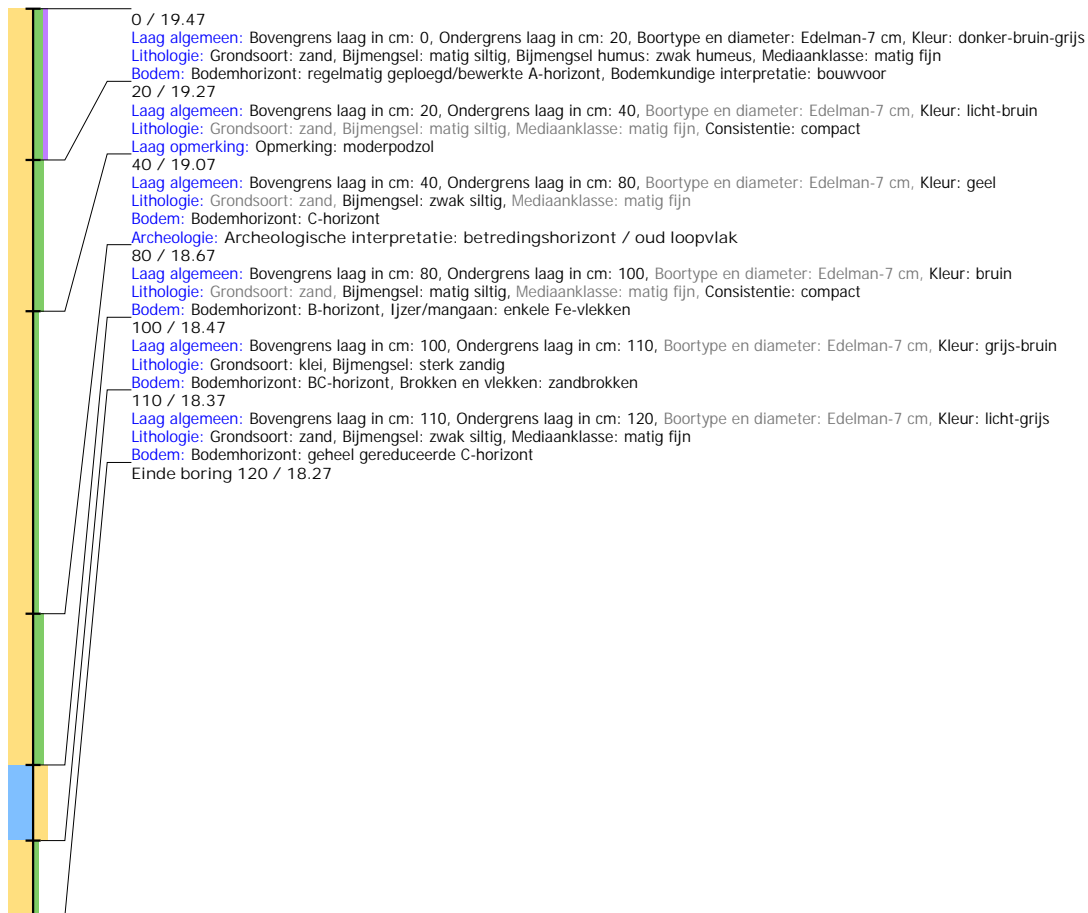 0 / 19.47
Laag algemeen: Bovengrens laag in cm: 0, Ondergrens laag in cm: 20, Boortype en diameter: Edelman-7 cm, Kleur: donker-bruin-grijs
Lithologie: Grondsoort: zand, Bijmengsel: matig siltig, Bijmengsel humus: zwak humeus, Mediaanklasse: matig fijn
Bodem: Bodemhorizont: regelmatig geploegd/bewerkte A-horizont, Bodemkundige interpretatie: bouwvoor
20 / 19.27
Laag algemeen: Bovengrens laag in cm: 20, Ondergrens laag in cm: 40, Boortype en diameter: Edelman-7 cm, Kleur: licht-bruin
Lithologie: Grondsoort: zand, Bijmengsel: matig siltig, Mediaanklasse: matig fijn, Consistentie: compact
Laag opmerking: Opmerking: moderpodzol
40 / 19.07
Laag algemeen: Bovengrens laag in cm: 40, Ondergrens laag in cm: 80, Boortype en diameter: Edelman-7 cm, Kleur: geel
Lithologie: Grondsoort: zand, Bijmengsel: zwak siltig, Mediaanklasse: matig fijn
Bodem: Bodemhorizont: C-horizont
Archeologie: Archeologische interpretatie: betredingshorizont / oud loopvlak
80 / 18.67
Laag algemeen: Bovengrens laag in cm: 80, Ondergrens laag in cm: 100, Boortype en diameter: Edelman-7 cm, Kleur: bruin
Lithologie: Grondsoort: zand, Bijmengsel: matig siltig, Mediaanklasse: matig fijn, Consistentie: compact
Bodem: Bodemhorizont: B-horizont, Ijzer/mangaan: enkele Fe-vlekken
100 / 18.47
Laag algemeen: Bovengrens laag in cm: 100, Ondergrens laag in cm: 110, Boortype en diameter: Edelman-7 cm, Kleur: grijs-bruin
Lithologie: Grondsoort: klei, Bijmengsel: sterk zandig
Bodem: Bodemhorizont: BC-horizont, Brokken en vlekken: zandbrokken
110 / 18.37
Laag algemeen: Bovengrens laag in cm: 110, Ondergrens laag in cm: 120, Boortype en diameter: Edelman-7 cm, Kleur: licht-grijs
Lithologie: Grondsoort: zand, Bijmengsel: zwak siltig, Mediaanklasse: matig fijn
Bodem: Bodemhorizont: geheel gereduceerde C-horizont
Einde boring 120 / 18.27